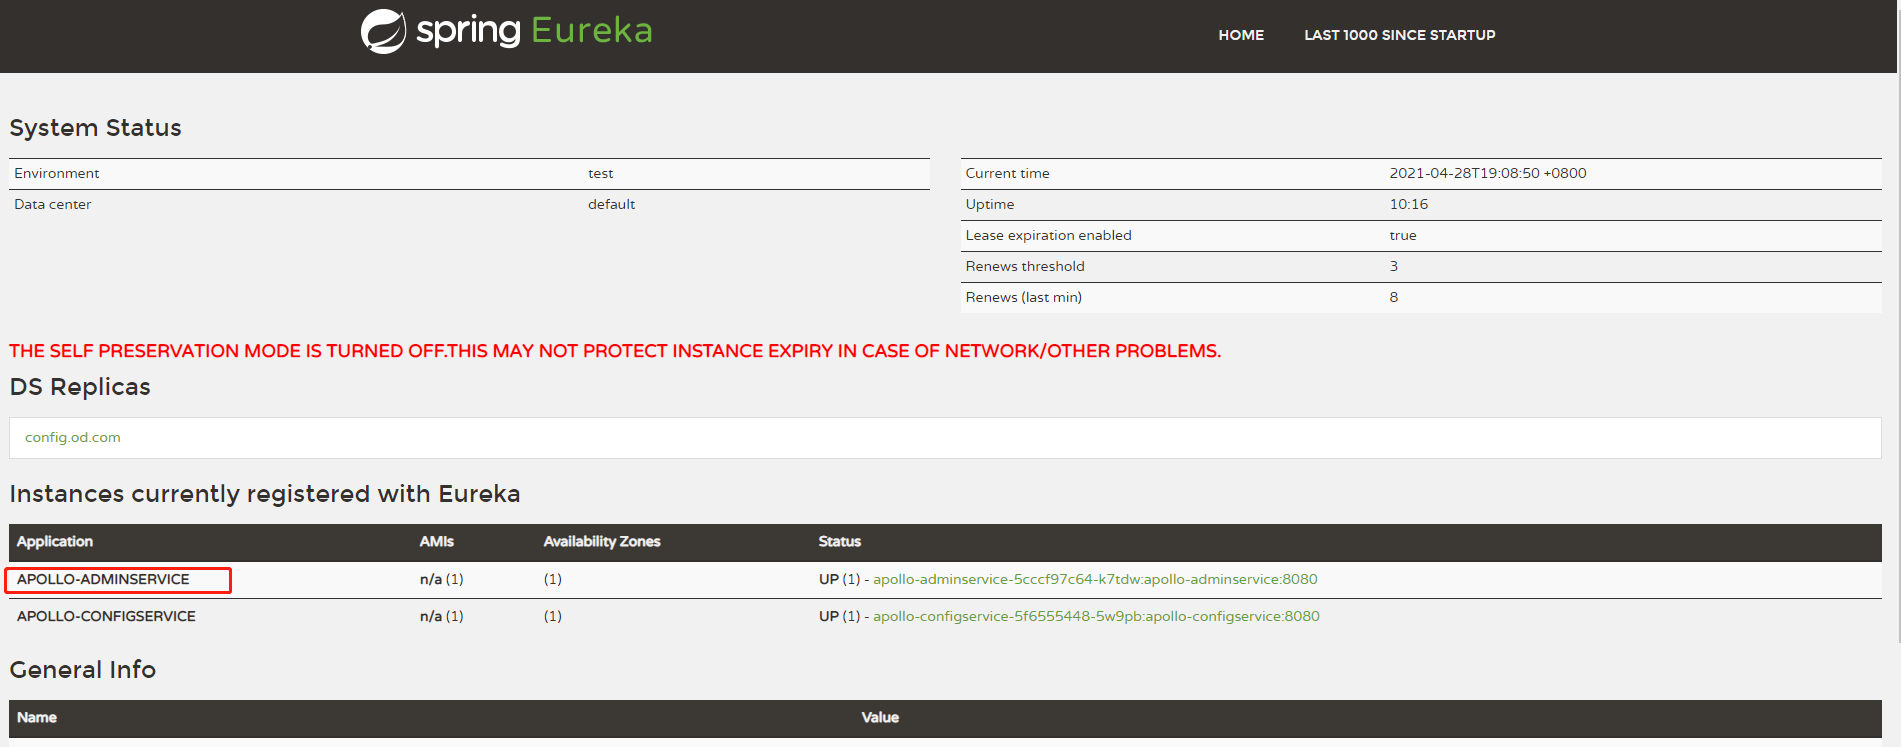 spring Eureka
HOME LAST 1000 SINCE STARTUP
System Status
Environment test
Data center default
Current time 2021-04-28T19:08:50 +0800
Uptime 10:16
Lease expiration enabled true
Renews threshold 3
Renews (last min) 8
THE SELF PRESERVATION MODE IS TURNED OFF.THIS MAY NOT PROTECT INSTANCE EXPIRY IN CASE OF NETWORK/OTHER PROBLEMS.
DS Replicas
config.od.com
Instances currently registered with Eureka
Application AMIs Availability Zones Status
APOLLO-ADMINSERVICE n/a (1) (1) UP (1) - apollo-adminservice-5cccf97c64-k7tdw:apollo-adminservice:8080
APOLLO-CONFIGSERVICE n/a (1) (1) UP (1) - apollo-configservice-5f6555448-5w9pb:apollo-configservice:8080
General Info
Name Value